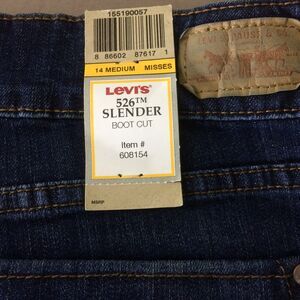 155190057
8 86602 87617 1
14 MEDIUM MISSES
LEVI'S
526™
SLENDER
BOOT CUT
Item #
608154
MSRP